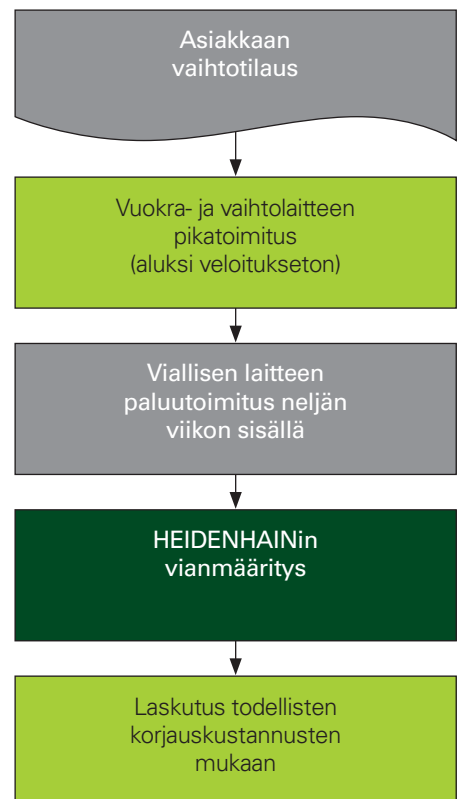 Asiakkaan
vaihtotilaus
Vuokra- ja vaihtolaitteen
pikatoimitus
(aluksi veloitukseton)
Viallisen laitteen
paluutoimitus neljän
viikon sisällä
HEIDENHAINin
vianmääritys
Laskutus todellisten
korjauskustannusten
mukaan